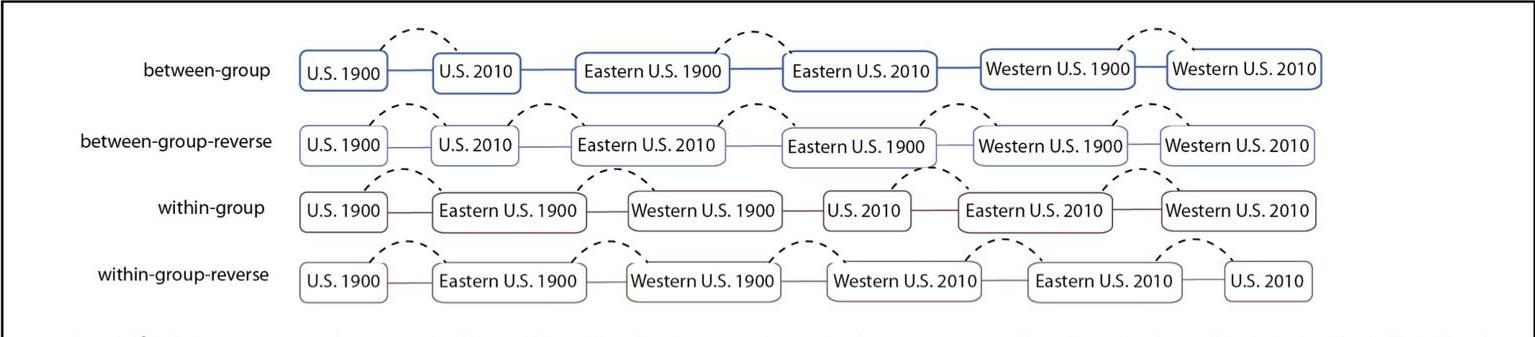 between-group U.S. 1900 U.S. 2010 Eastern U.S. 1900 Eastern U.S. 2010 Western U.S. 1900 Western U.S. 2010
between-group-reverse U.S. 1900 U.S. 2010 Eastern U.S. 2010 Eastern U.S. 1900 Western U.S. 1900 Western U.S. 2010
within-group U.S. 1900 Eastern U.S. 1900 Western U.S. 1900 U.S. 2010 Eastern U.S. 2010 Western U.S. 2010
within-group-reverse U.S. 1900 Eastern U.S. 1900 Western U.S. 1900 Western U.S. 2010 Eastern U.S. 2010 U.S. 2010